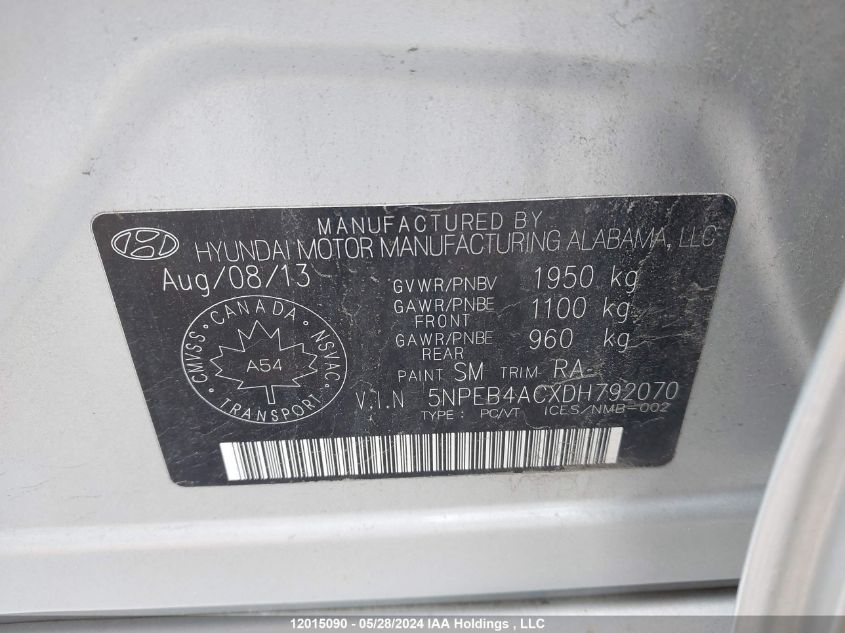 MANUFACTURED BY
HYUNDAI MOTOR MANUFACTURING ALABAMA, LLC
Aug/08/13
GVWR/PNBV 1950 kg
GAWR/PNBE FRONT 1100 kg
GAWR/PNBE REAR 960 kg
PAINT SM TRIM RA-
V.I.N 5NPEB4ACXDH792070
TYPE : PC/VT ICES/NMB-002
CMVSS · CANADA · NSVAC
A54
TRANSPORT
12015090 - 05/28/2024 IAA Holdings , LLC